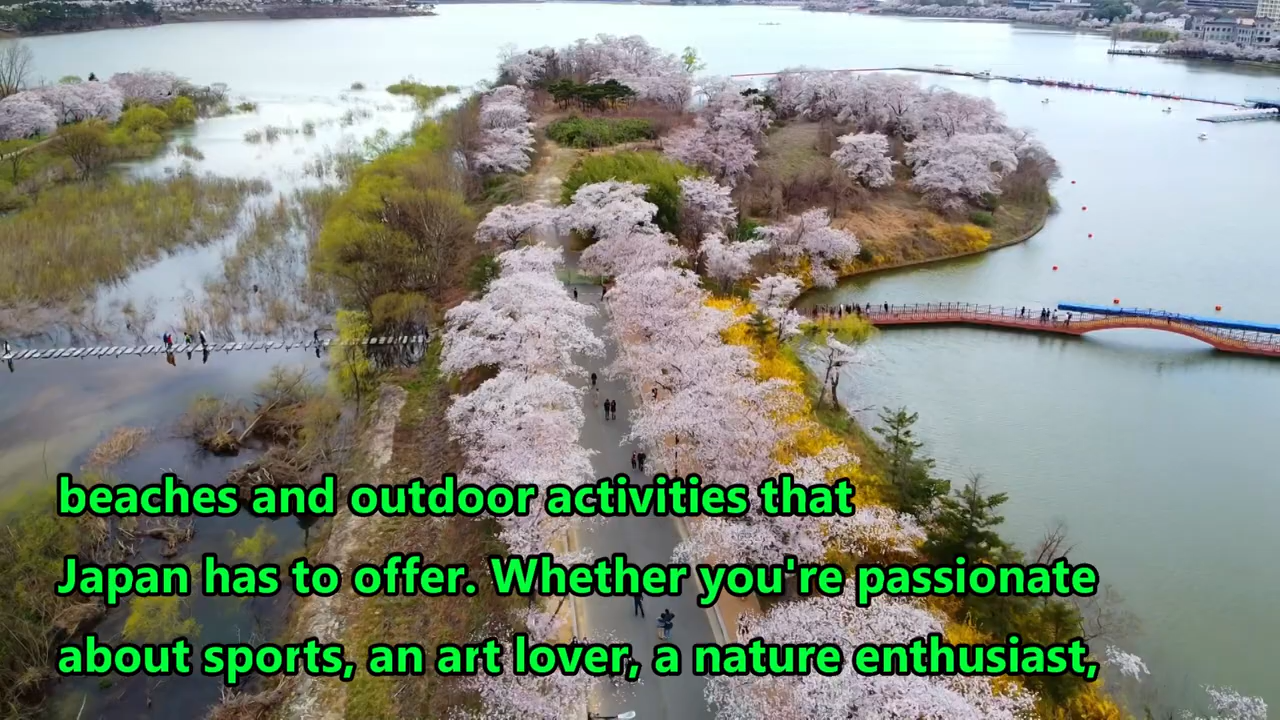 beaches and outdoor activities that
Japan has to offer. Whether you're passionate
about sports, an art lover, a nature enthusiast,